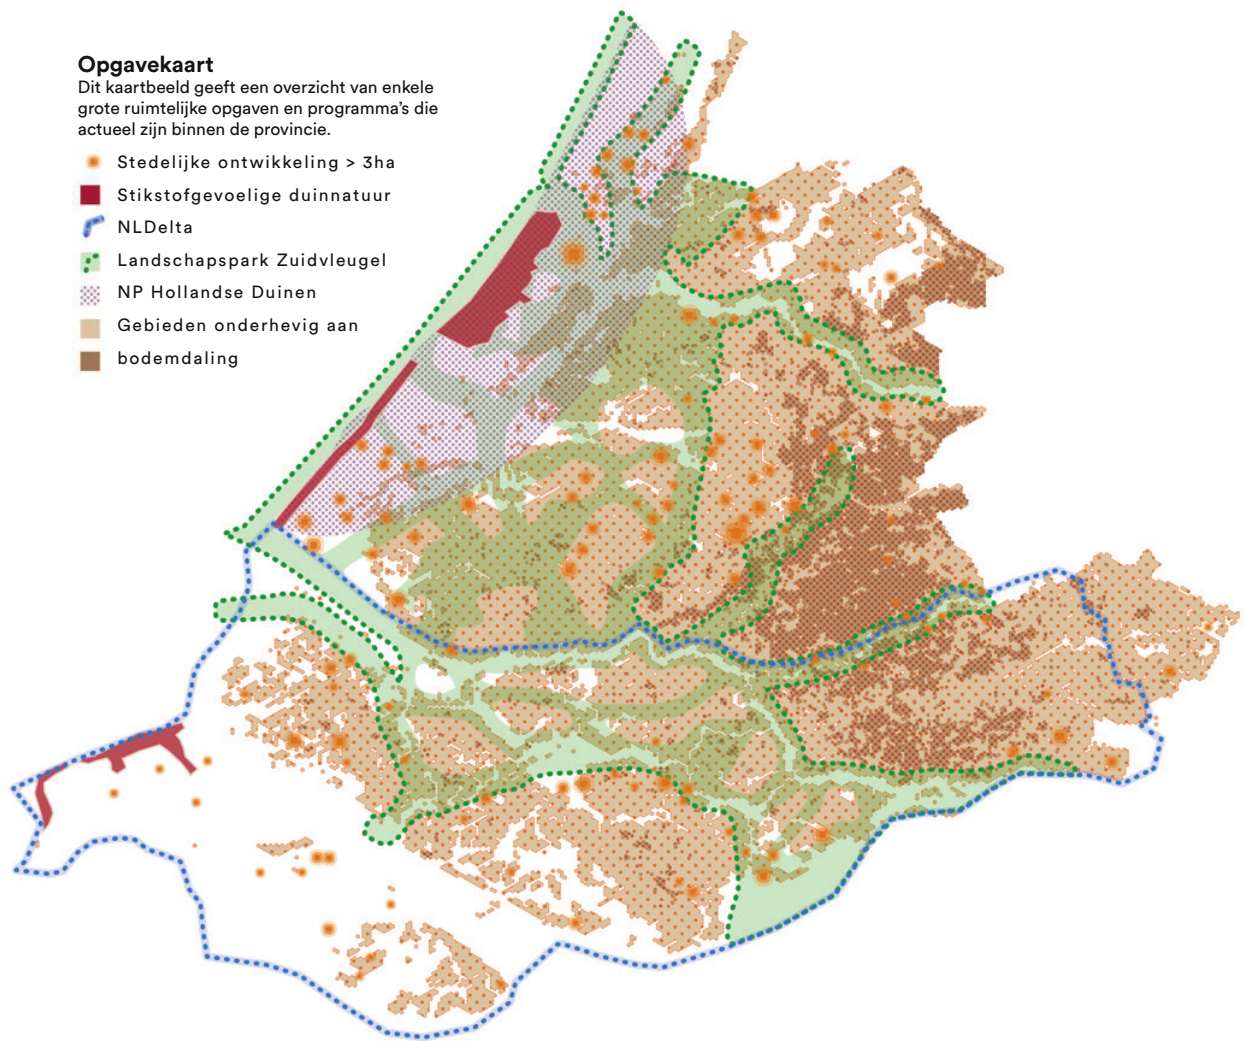 Opgavekaart
Dit kaartbeeld geeft een overzicht van enkele
grote ruimtelijke opgaven en programma's die
actueel zijn binnen de provincie.
Stedelijke ontwikkeling > 3ha
Stikstofgevoelige duinnatuur
NLDelta
Landschapspark Zuidvleugel
NP Hollandse Duinen
Gebieden onderhevig aan
bodemdaling